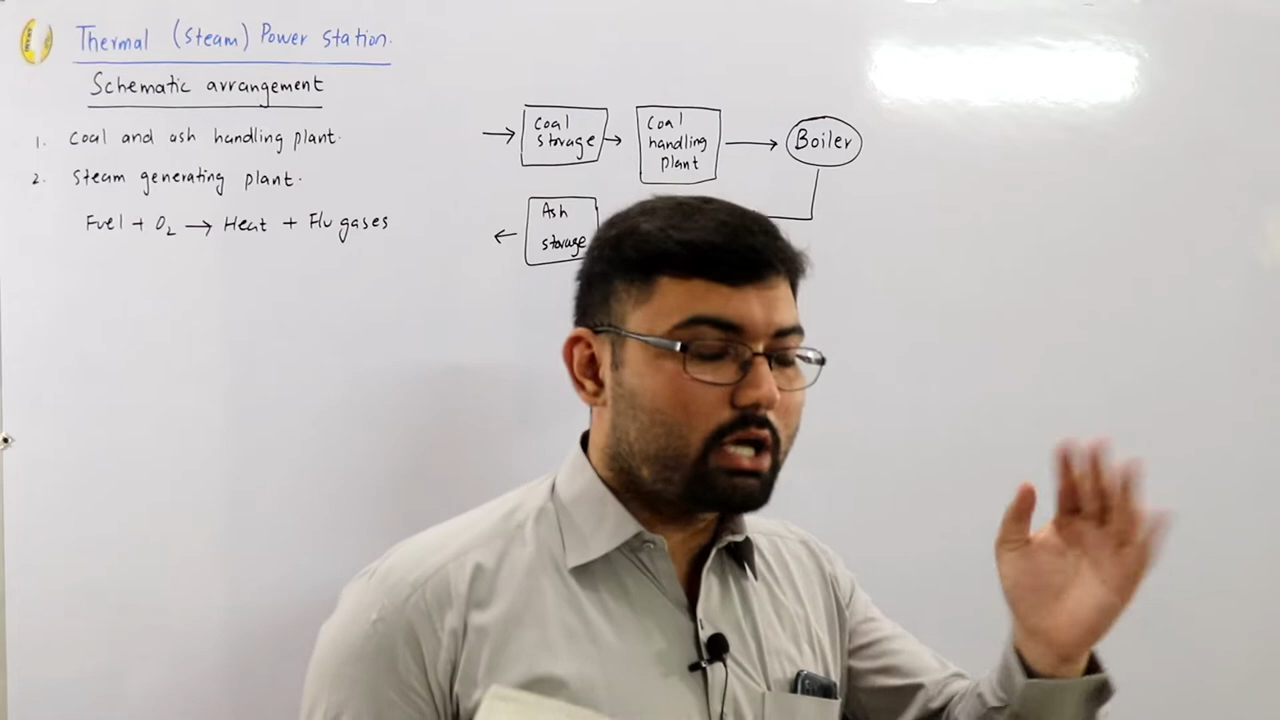 Thermal (Steam) Power station.
Schematic arrangement
1. Coal and ash handling plant.
2. Steam generating plant.
Fuel + O₂ → Heat + Flu gases
→ Coal storage → Coal handling plant → Boiler
← Ash storage